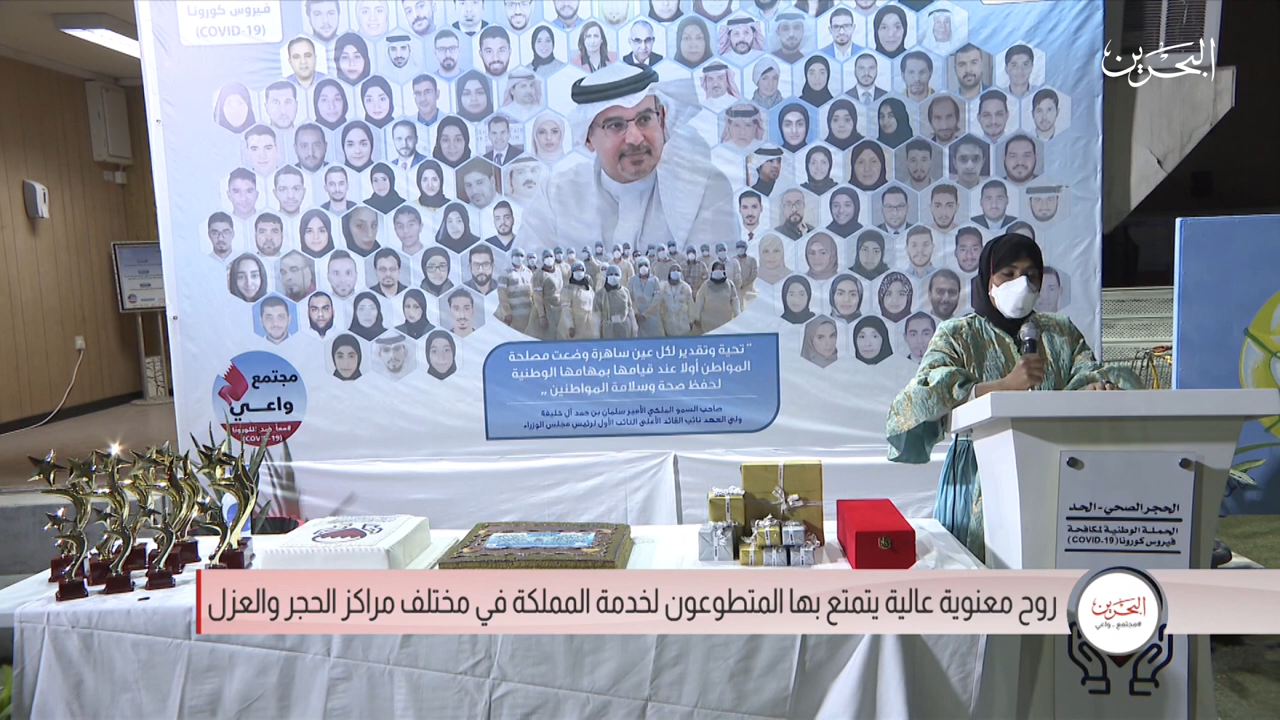 فيروس كورونا
(COVID-19)
البحرين
" تحية وتقدير لكل عين ساهرة وضعت مصلحة
المواطن أولا عند قيامها بمهامها الوطنية
لحفظ صحة وسلامة المواطنين ,,
صاحب السمو الملكي الأمير سلمان بن حمد آل خليفة
ولي العهد نائب القائد الأعلى النائب الأول لرئيس مجلس الوزراء
مجتمع
واعي
#معا ضد الكورونا
(COVID-19)
الحجر الصحي - الحد
الحملة الوطنية لمكافحة
فيروس كورونا (COVID-19)
روح معنوية عالية يتمتع بها المتطوعون لخدمة المملكة في مختلف مراكز الحجر والعزل
البحرين
#مجتمع_واعي